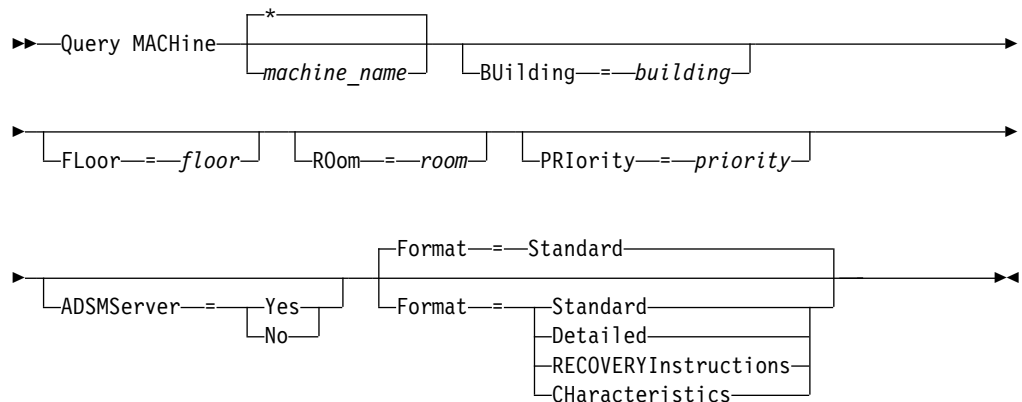 *
Query MACHine
machine_name BUilding = building
FLoor = floor ROom = room PRIority = priority
Format = Standard
ADSMServer = Yes Format = Standard
No Detailed
RECOVERYInstructions
CHaracteristics